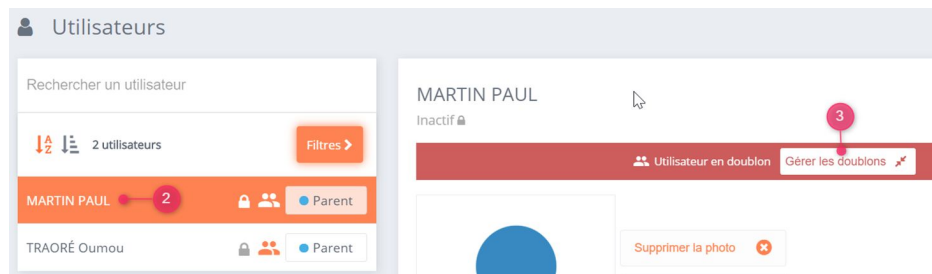 Utilisateurs
Rechercher un utilisateur
2 utilisateurs
Filtres
MARTIN PAUL
2
Parent
TRAORÉ Oumou
Parent
MARTIN PAUL
Inactif
3
Utilisateur en doublon
Gérer les doublons
Supprimer la photo